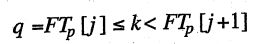 q = FT_p [j] ≤ k < FT_p [j+1]